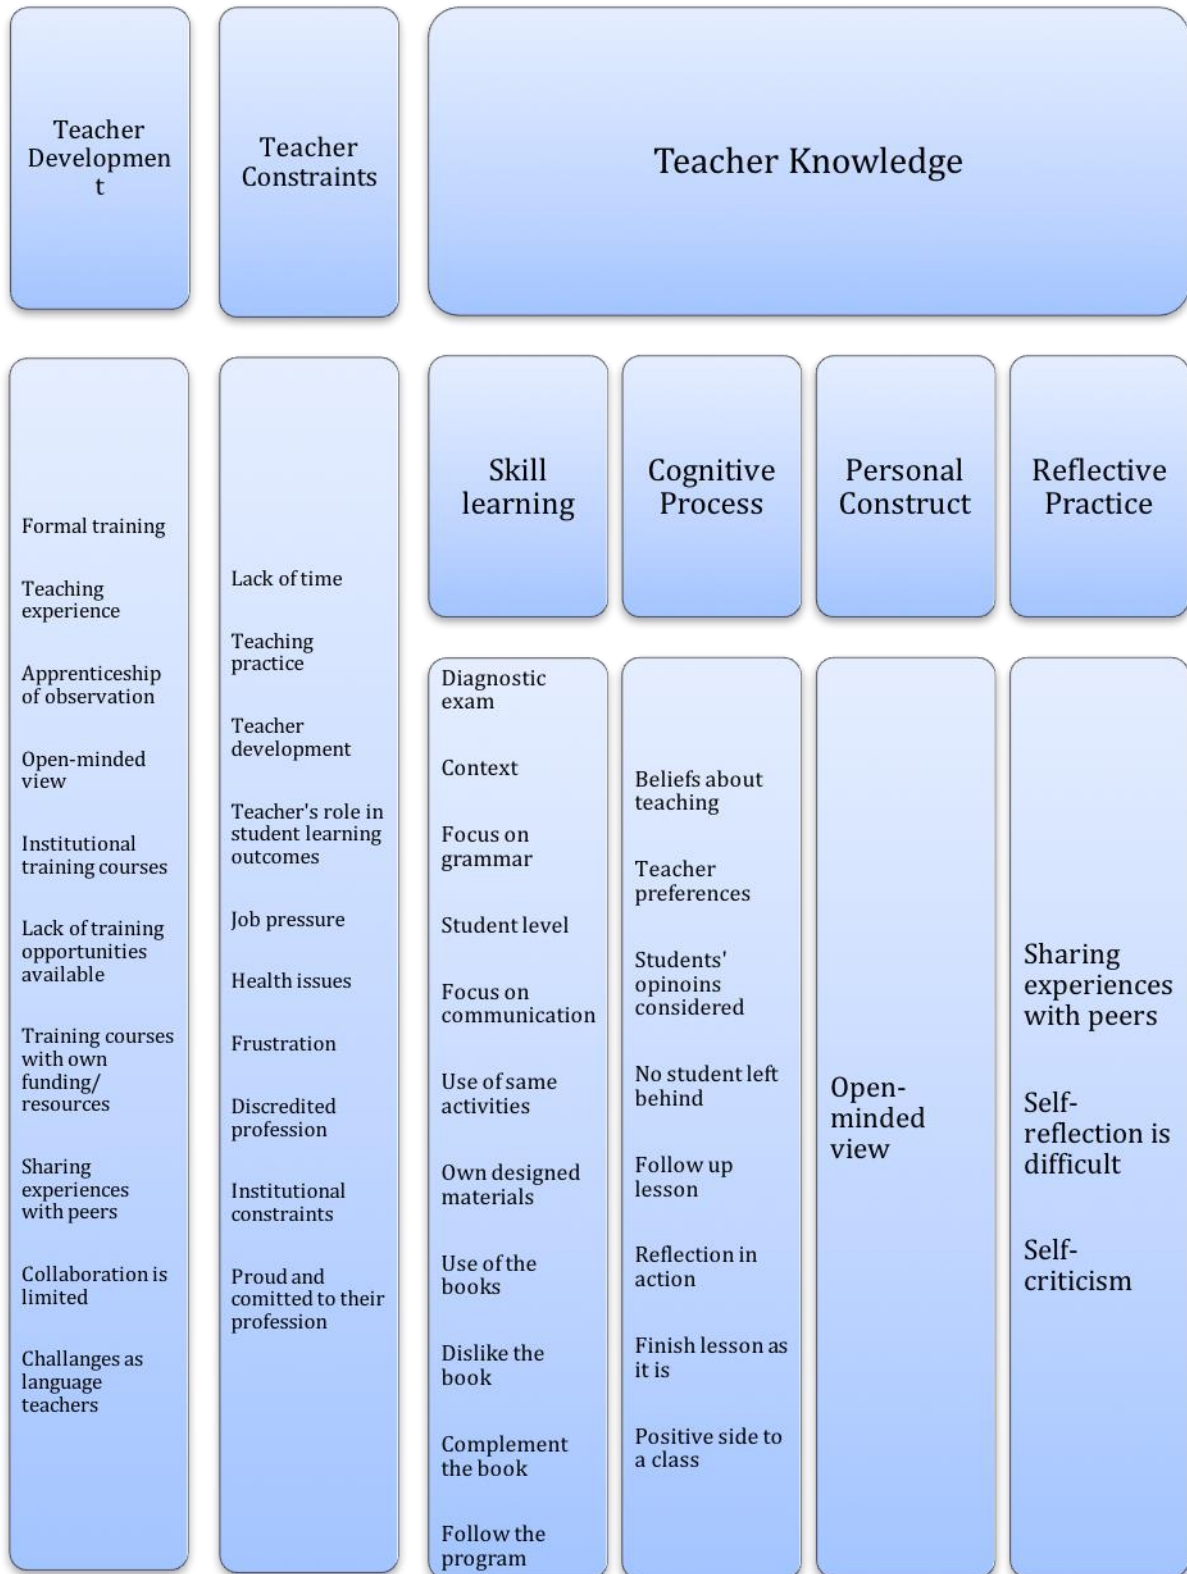 Teacher
Developmen
t
Teacher
Constraints
Teacher Knowledge
Formal training
Teaching
experience
Apprenticeship
of observation
Open-minded
view
Institutional
training courses
Lack of training
opportunities
available
Training courses
with own
funding/
resources
Sharing
experiences
with peers
Collaboration is
limited
Challanges as
language
teachers
Lack of time
Teaching
practice
Teacher
development
Teacher's role in
student learning
outcomes
Job pressure
Health issues
Frustration
Discredited
profession
Institutional
constraints
Proud and
comitted to their
profession
Skill
learning
Diagnostic
exam
Context
Focus on
grammar
Student level
Focus on
communication
Use of same
activities
Own designed
materials
Use of the
books
Dislike the
book
Complement
the book
Follow the
program
Cognitive
Process
Beliefs about
teaching
Teacher
preferences
Students'
opinoins
considered
No student left
behind
Follow up
lesson
Reflection in
action
Finish lesson as
it is
Positive side to
a class
Personal
Construct
Open-
minded
view
Reflective
Practice
Sharing
experiences
with peers
Self-
reflection is
difficult
Self-
criticism